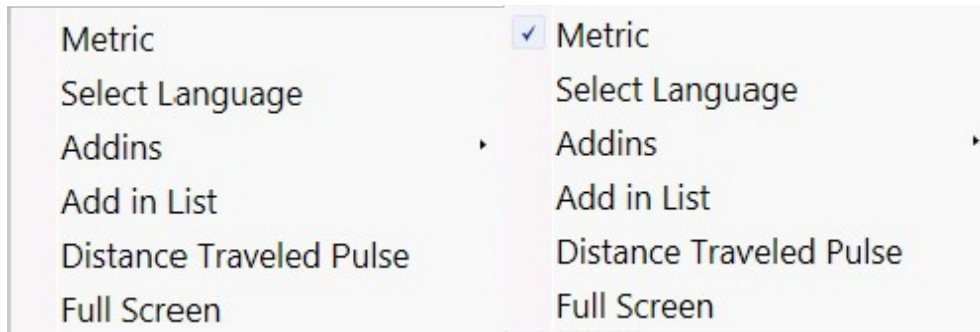 Metric
Select Language
Addins
Add in List
Distance Traveled Pulse
Full Screen
Metric
Select Language
Addins
Add in List
Distance Traveled Pulse
Full Screen